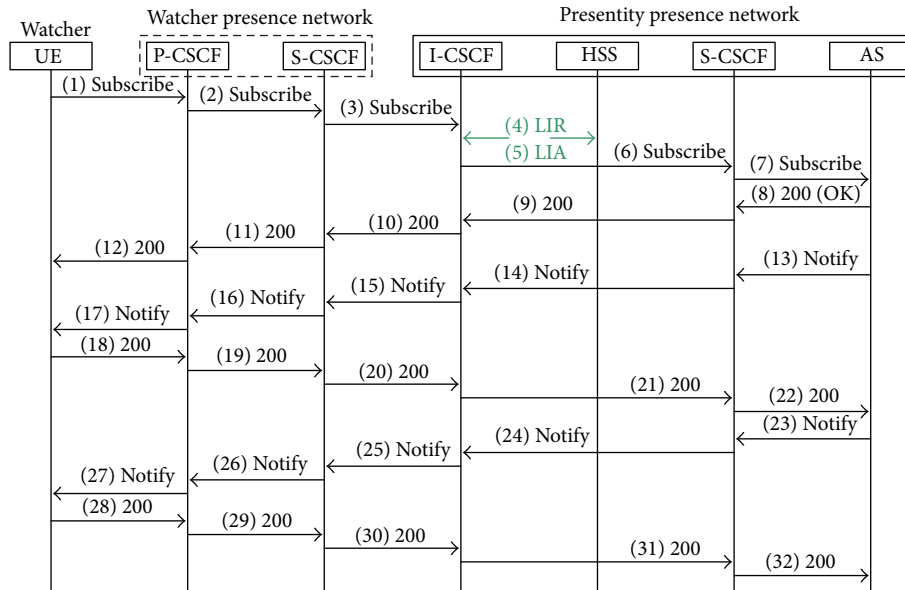 Watcher
Watcher presence network
Presentity presence network
UE
P-CSCF
S-CSCF
I-CSCF
HSS
S-CSCF
AS
(1) Subscribe
(2) Subscribe
(3) Subscribe
(4) LIR
(5) LIA
(6) Subscribe
(7) Subscribe
(8) 200 (OK)
(9) 200
(10) 200
(11) 200
(12) 200
(13) Notify
(14) Notify
(15) Notify
(16) Notify
(17) Notify
(18) 200
(19) 200
(20) 200
(21) 200
(22) 200
(23) Notify
(24) Notify
(25) Notify
(26) Notify
(27) Notify
(28) 200
(29) 200
(30) 200
(31) 200
(32) 200